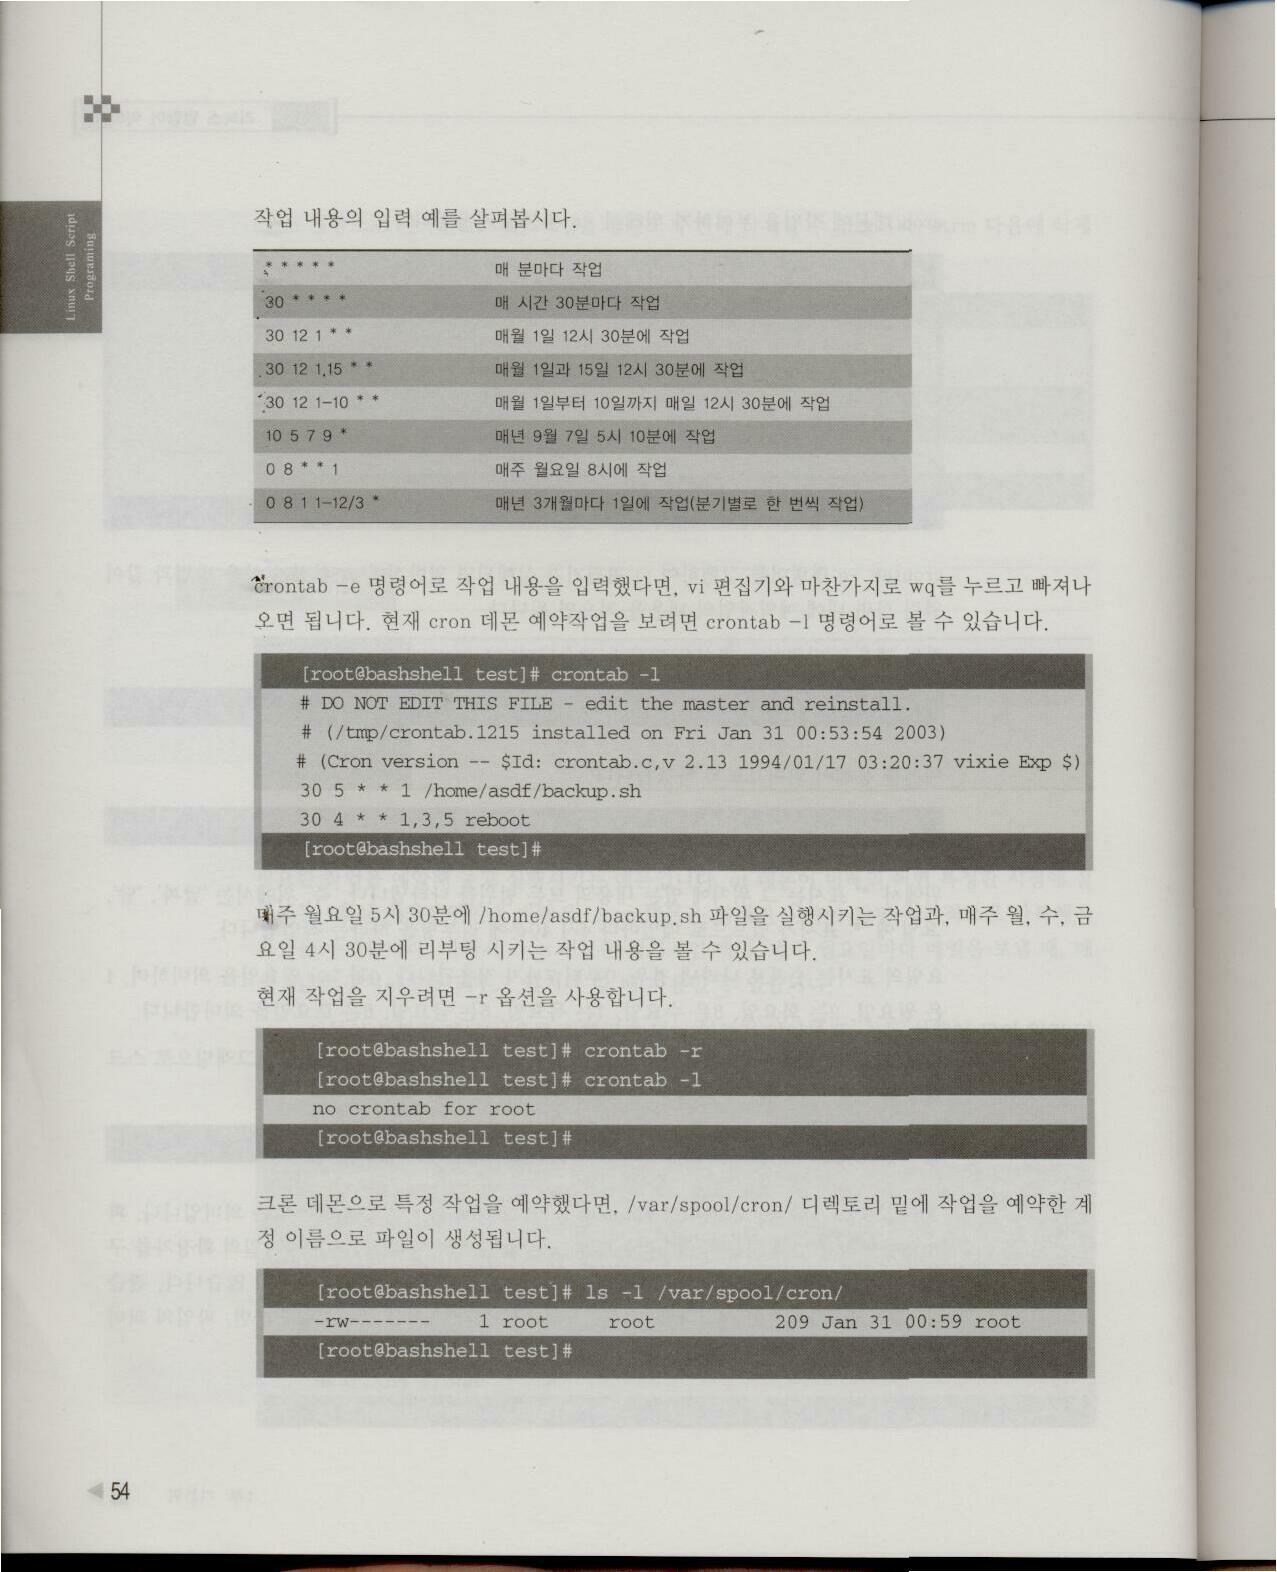 Linux Shell Script
Programing
작업 내용의 입력 예를 살펴봅시다.
* * * * * 매 분마다 작업
30 * * * * 매 시간 30분마다 작업
30 12 1 * * 매월 1일 12시 30분에 작업
30 12 1,15 * * 매월 1일과 15일 12시 30분에 작업
30 12 1-10 * * 매월 1일부터 10일까지 매일 12시 30분에 작업
10 5 7 9 * 매년 9월 7일 5시 10분에 작업
0 8 * * 1 매주 월요일 8시에 작업
0 8 1 1-12/3 * 매년 3개월마다 1일에 작업(분기별로 한 번씩 작업)
crontab -e 명령어로 작업 내용을 입력했다면, vi 편집기와 마찬가지로 wq를 누르고 빠져나
오면 됩니다. 현재 cron 데몬 예약작업을 보려면 crontab -l 명령어로 볼 수 있습니다.
[root@bashshell test]# crontab -l
# DO NOT EDIT THIS FILE - edit the master and reinstall.
# (/tmp/crontab.1215 installed on Fri Jan 31 00:53:54 2003)
# (Cron version -- $Id: crontab.c,v 2.13 1994/01/17 03:20:37 vixie Exp $)
30 5 * * 1 /home/asdf/backup.sh
30 4 * * 1,3,5 reboot
[root@bashshell test]#
매주 월요일 5시 30분에 /home/asdf/backup.sh 파일을 실행시키는 작업과, 매주 월, 수, 금
요일 4시 30분에 리부팅 시키는 작업 내용을 볼 수 있습니다.
현재 작업을 지우려면 -r 옵션을 사용합니다.
[root@bashshell test]# crontab -r
[root@bashshell test]# crontab -l
no crontab for root
[root@bashshell test]#
크론 데몬으로 특정 작업을 예약했다면, /var/spool/cron/ 디렉토리 밑에 작업을 예약한 계
정 이름으로 파일이 생성됩니다.
[root@bashshell test]# ls -l /var/spool/cron/
-rw------- 1 root root 209 Jan 31 00:59 root
[root@bashshell test]#
54